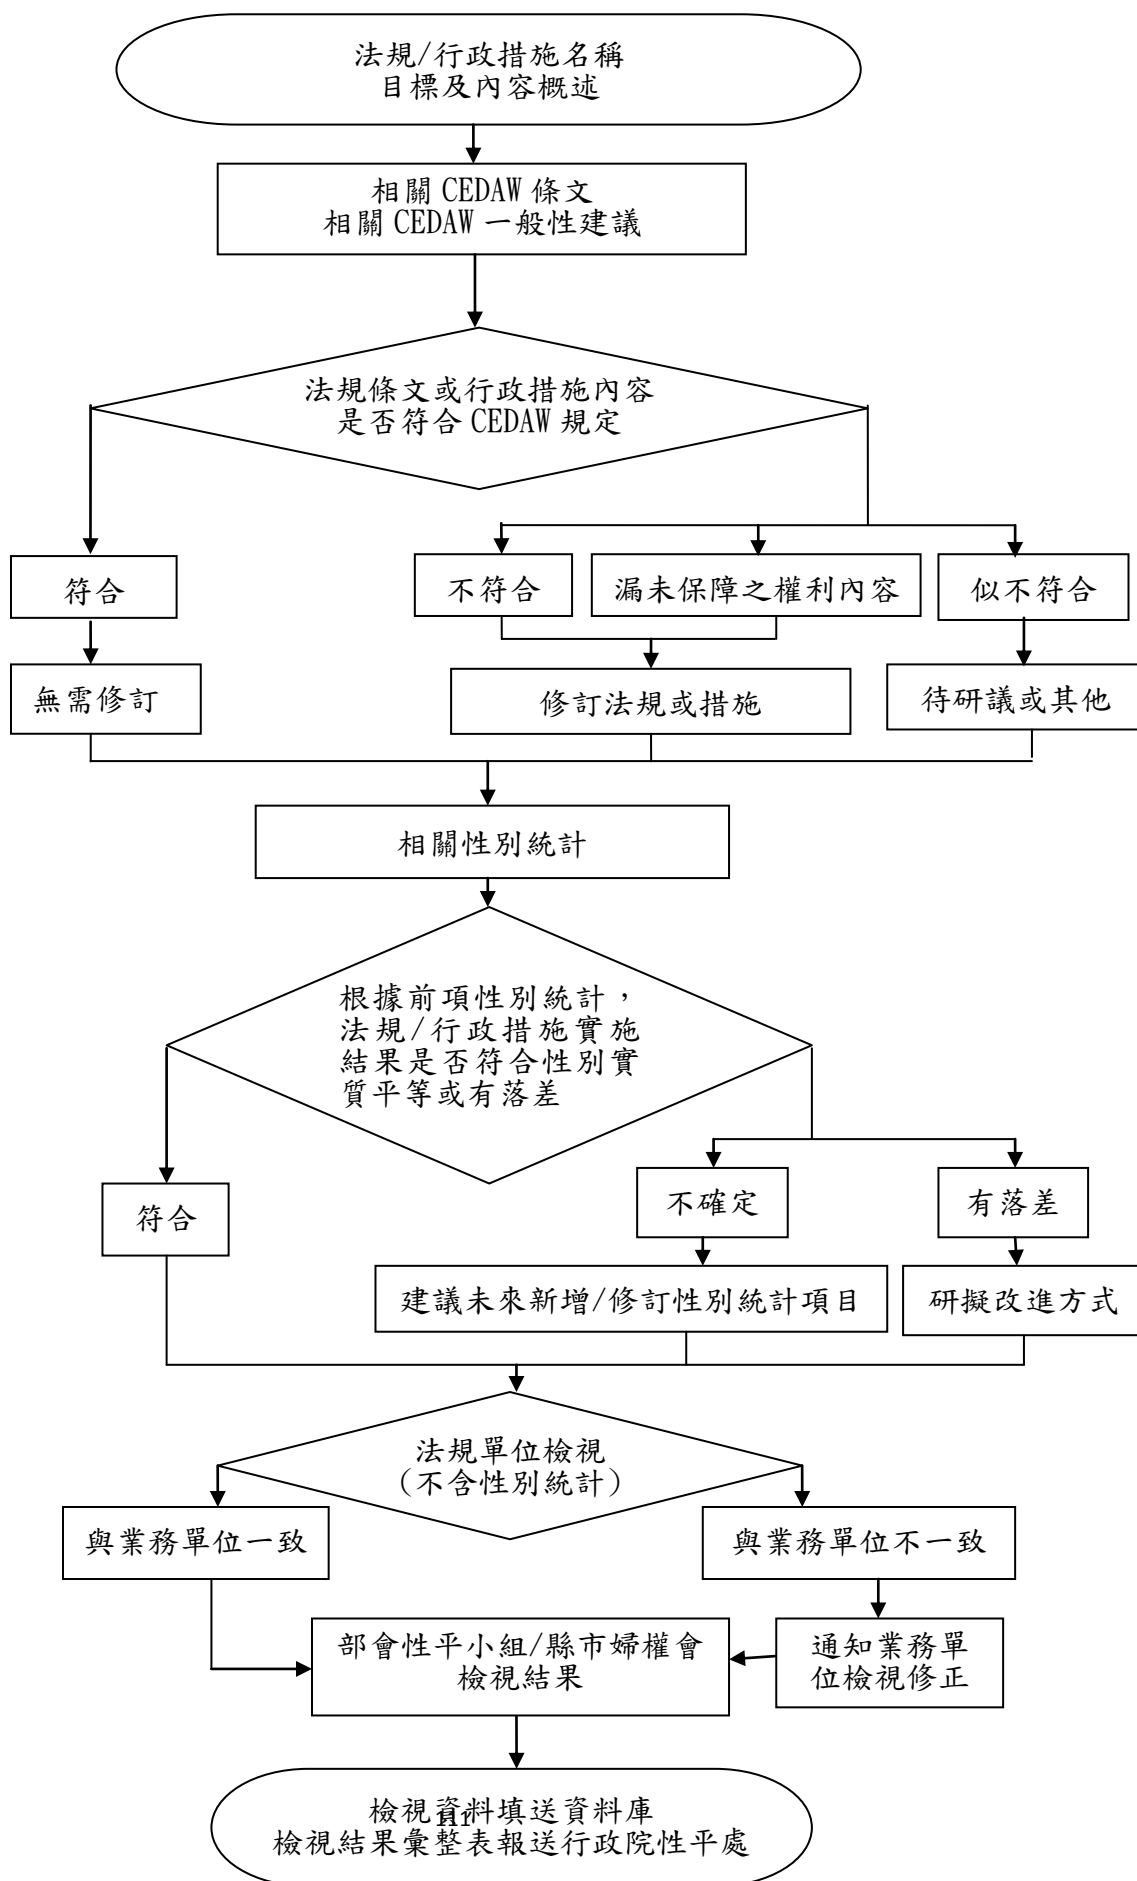 法規/行政措施名稱
目標及內容概述
相關 CEDAW 條文
相關 CEDAW 一般性建議
法規條文或行政措施內容
是否符合 CEDAW 規定
符合
不符合
漏未保障之權利內容
似不符合
無需修訂
修訂法規或措施
待研議或其他
相關性別統計
根據前項性別統計，
法規/行政措施實施
結果是否符合性別實
質平等或有落差
符合
不確定
有落差
建議未來新增/修訂性別統計項目
研擬改進方式
法規單位檢視
(不含性別統計)
與業務單位一致
與業務單位不一致
部會性平小組/縣市婦權會
檢視結果
通知業務單
位檢視修正
檢視資料填送資料庫
111
檢視結果彙整表報送行政院性平處